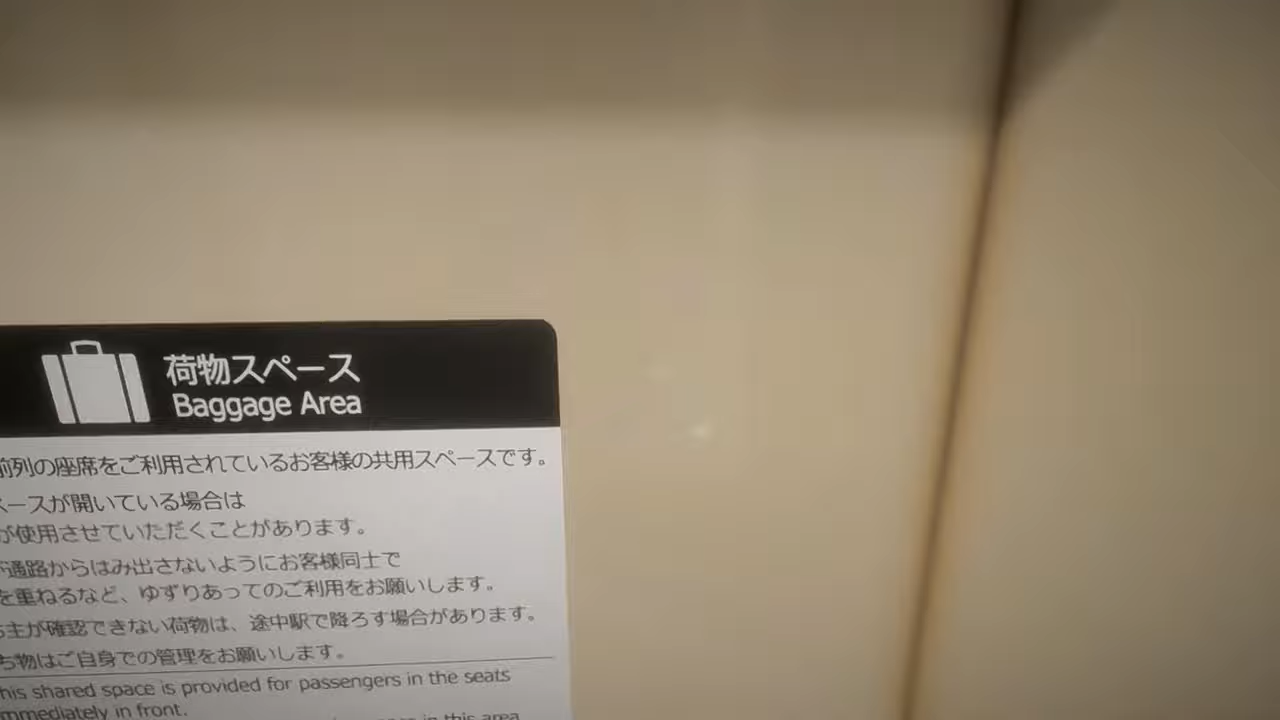 荷物スペース
Baggage Area
前列の座席をご利用されているお客様の共用スペースです。
ペースが開いている場合は
が使用させていただくことがあります。
通路からはみ出さないようにお客様同士で
を重ねるなど、ゆずりあってのご利用をお願いします。
主が確認できない荷物は、途中駅で降ろす場合があります。
ち物はご自身での管理をお願いします。
his shared space is provided for passengers in the seats
mmediately in front.
in this area